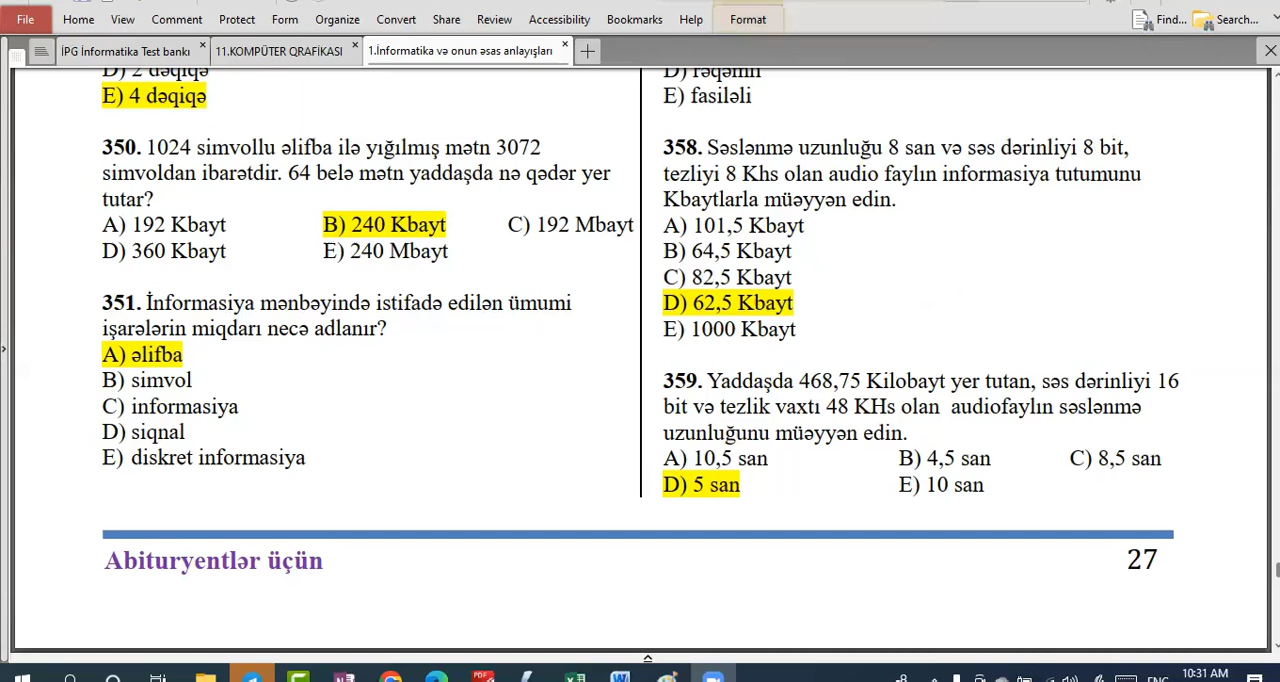 File Home View Comment Protect Form Organize Convert Share Review Accessibility Bookmarks Help Format Find... Search...
İPG İnformatika Test bankı 11.KOMPÜTER QRAFİKASI 1.İnformatika və onun əsas anlayışları
D) 2 dəqiqə
E) 4 dəqiqə
350. 1024 simvollu əlifba ilə yığılmış mətn 3072
simvoldan ibarətdir. 64 belə mətn yaddaşda nə qədər yer
tutar?
A) 192 Kbayt B) 240 Kbayt C) 192 Mbayt
D) 360 Kbayt E) 240 Mbayt
351. İnformasiya mənbəyində istifadə edilən ümumi
işarələrin miqdarı necə adlanır?
A) əlifba
B) simvol
C) informasiya
D) siqnal
E) diskret informasiya
D) rəqəmli
E) fasiləli
358. Səslənmə uzunluğu 8 san və səs dərinliyi 8 bit,
tezliyi 8 Khs olan audio faylın informasiya tutumunu
Kbaytlarla müəyyən edin.
A) 101,5 Kbayt
B) 64,5 Kbayt
C) 82,5 Kbayt
D) 62,5 Kbayt
E) 1000 Kbayt
359. Yaddaşda 468,75 Kilobayt yer tutan, səs dərinliyi 16
bit və tezlik vaxtı 48 KHs olan audiofaylın səslənmə
uzunluğunu müəyyən edin.
A) 10,5 san B) 4,5 san C) 8,5 san
D) 5 san E) 10 san
Abituryentlər üçün 27
10:31 AM